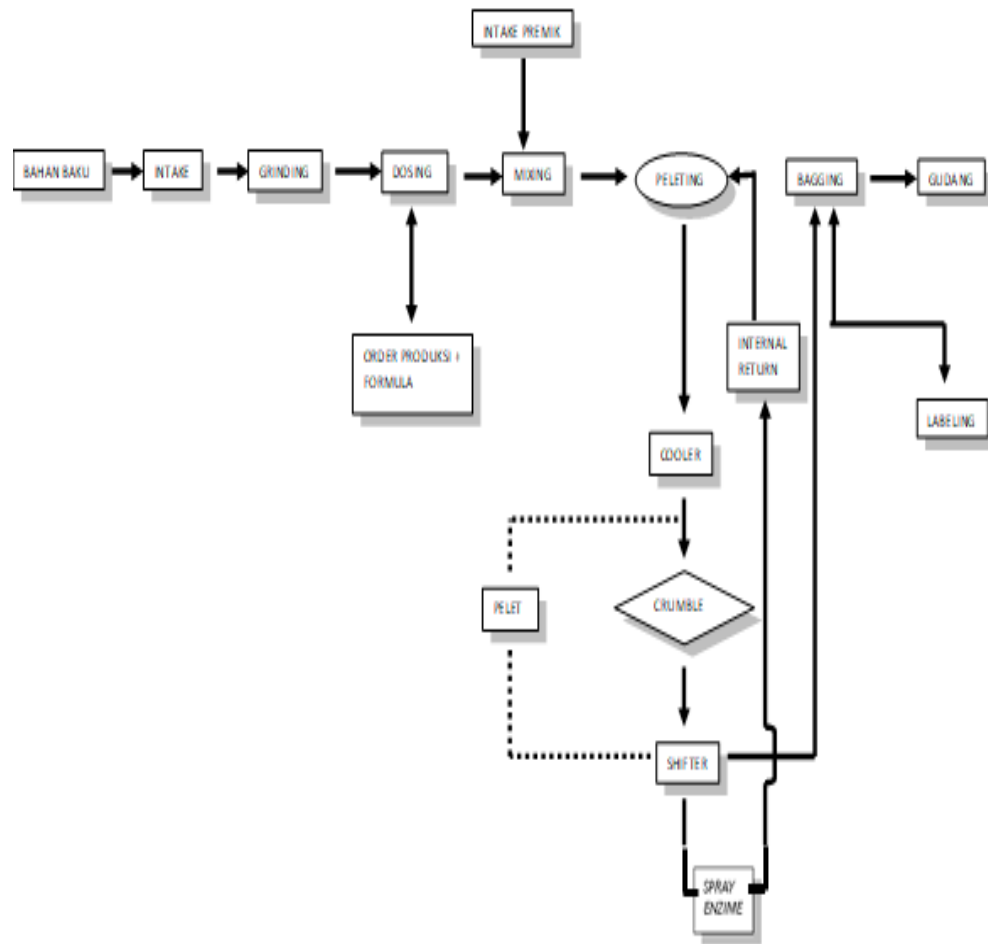 INTAKE PREMIK
BAHAN BAKU
INTAKE
GRINDING
DOSING
MIXING
PELETING
BAGGING
GUDANG
ORDER PRODUKSI +
FORMULA
INTERNAL
RETURN
LABELING
COOLER
PELET
CRUMBLE
SHIFTER
SPRAY
ENZIME